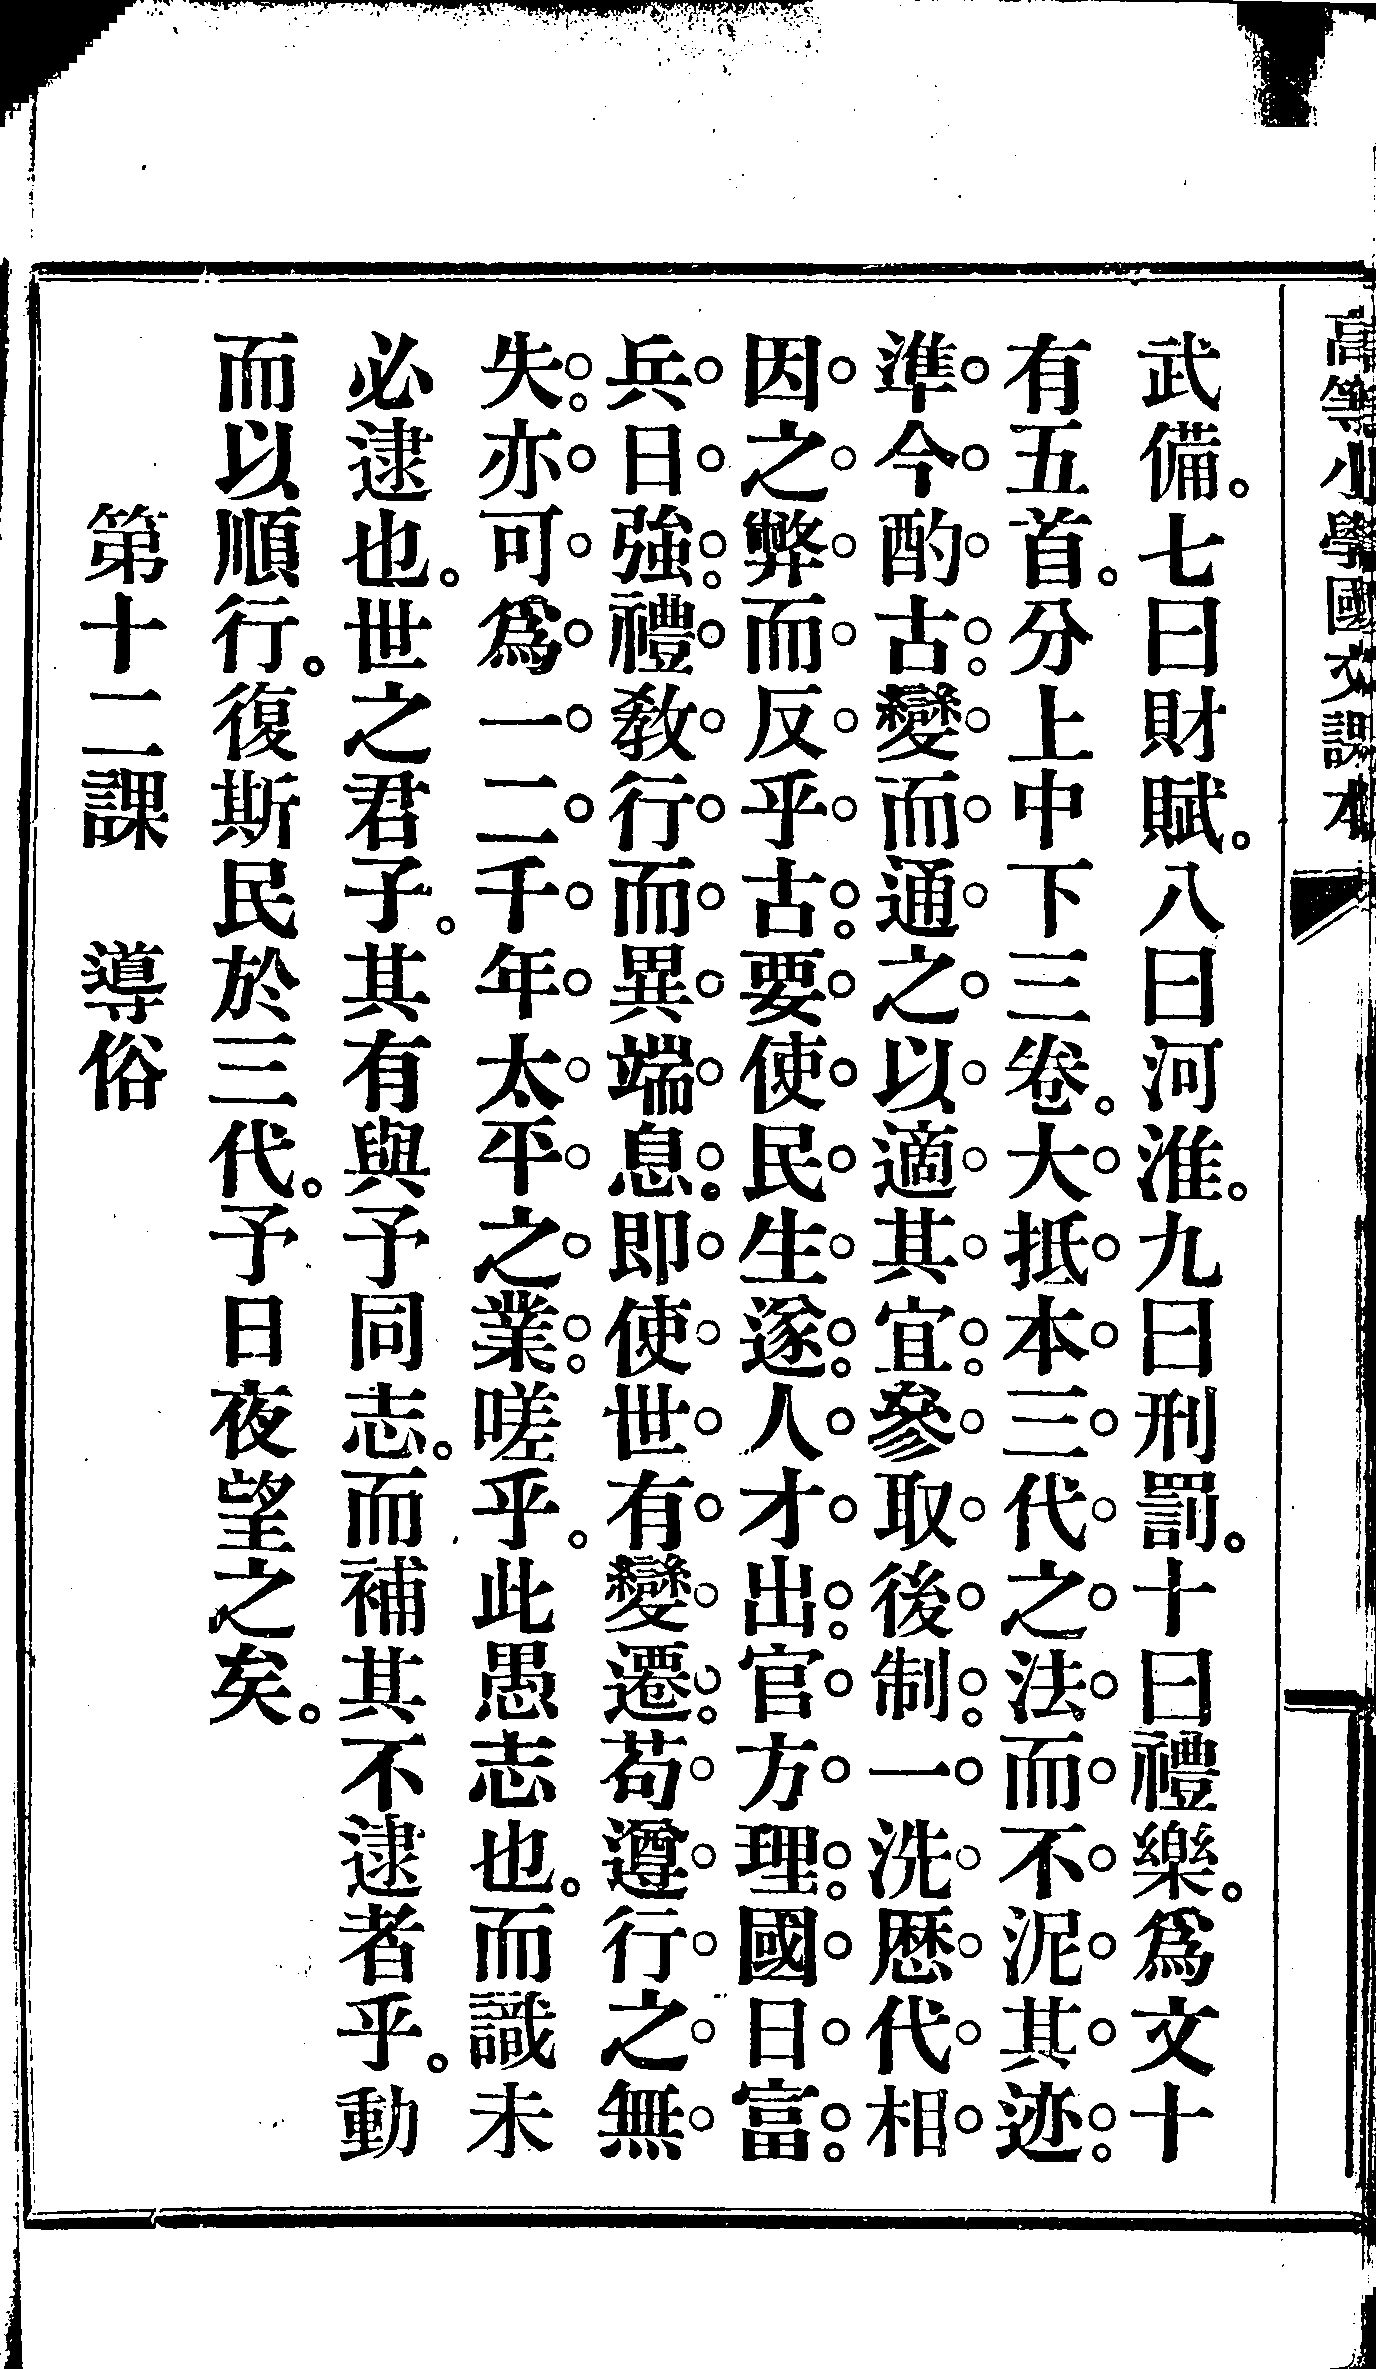 高等小學國文課本
武備。七曰財賦。八曰河淮。九曰刑罰。十曰禮樂。爲文十
有五首。分上中下三卷。大抵本三代之法而不泥其迹。
準今酌古。變而通之以適其宜。參取後制。一洗歷代相
因之弊而反乎古。要使民生遂。人才出。官方理。國日富。
兵日強。禮敎行而異端息。即使世有變遷。苟遵行之無
失。亦可爲一二千年太平之業。嗟乎。此愚志也。而識未
必逮也。世之君子。其有與予同志。而補其不逮者乎。動
而以順行。復斯民於三代。予日夜望之矣。
第十二課　導俗